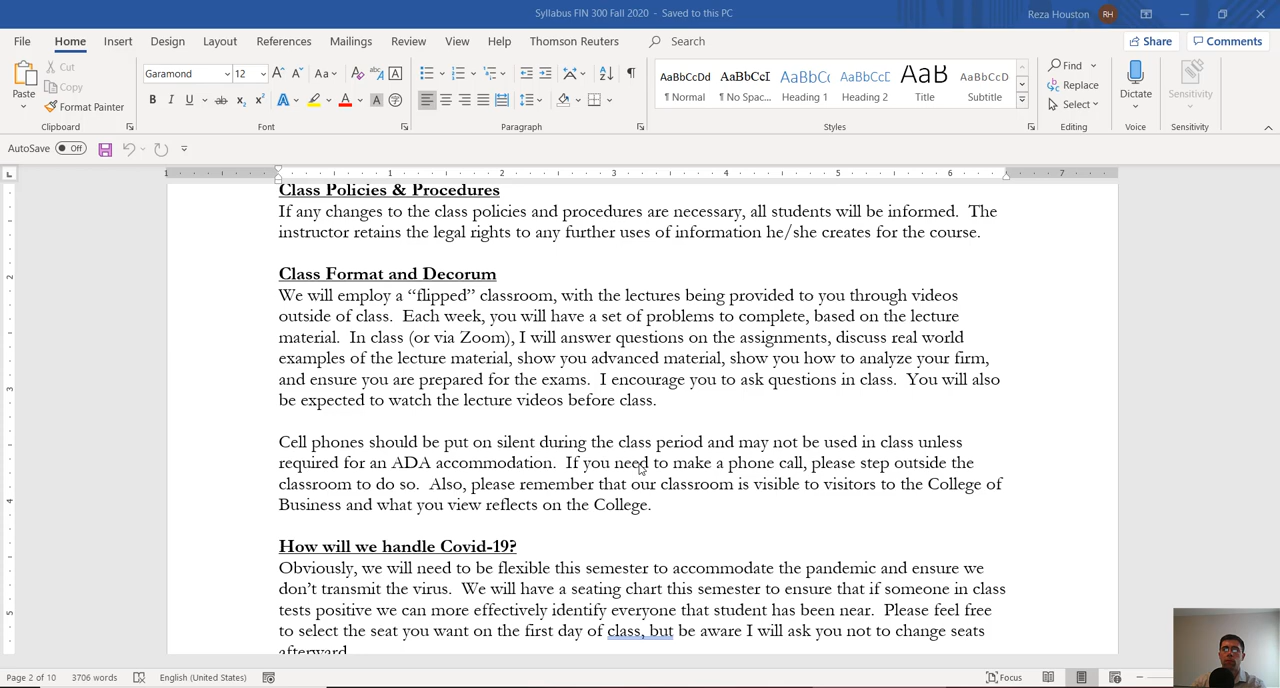 Syllabus FIN 300 Fall 2020 - Saved to this PC
Reza Houston RH
File Home Insert Draw Design Layout References Mailings Review View Help Thomson Reuters Search
Share Comments
Paste Cut Copy Format Painter
Garamond 12
AaBbCcDd AaBbCcI AaBbCc AaBbCcD AaB AaBbCcD
¶ Normal ¶ No Spac... Heading 1 Heading 2 Title Subtitle
Find Replace Select
Dictate Sensitivity
Clipboard Font Paragraph Styles Editing Voice Sensitivity
AutoSave Off
1 1 2 3 4 5 6 7
Class Policies & Procedures
If any changes to the class policies and procedures are necessary, all students will be informed. The
instructor retains the legal rights to any further uses of information he/she creates for the course.
Class Format and Decorum
We will employ a “flipped” classroom, with the lectures being provided to you through videos
outside of class. Each week, you will have a set of problems to complete, based on the lecture
material. In class (or via Zoom), I will answer questions on the assignments, discuss real world
examples of the lecture material, show you advanced material, show you how to analyze your firm,
and ensure you are prepared for the exams. I encourage you to ask questions in class. You will also
be expected to watch the lecture videos before class.
Cell phones should be put on silent during the class period and may not be used in class unless
required for an ADA accommodation. If you need to make a phone call, please step outside the
classroom to do so. Also, please remember that our classroom is visible to visitors to the College of
Business and what you view reflects on the College.
How will we handle Covid-19?
Obviously, we will need to be flexible this semester to accommodate the pandemic and ensure we
don’t transmit the virus. We will have a seating chart this semester to ensure that if someone in class
tests positive we can more effectively identify everyone that student has been near. Please feel free
to select the seat you want on the first day of class, but be aware I will ask you not to change seats
afterward.
Page 2 of 10 3706 words English (United States) Focus